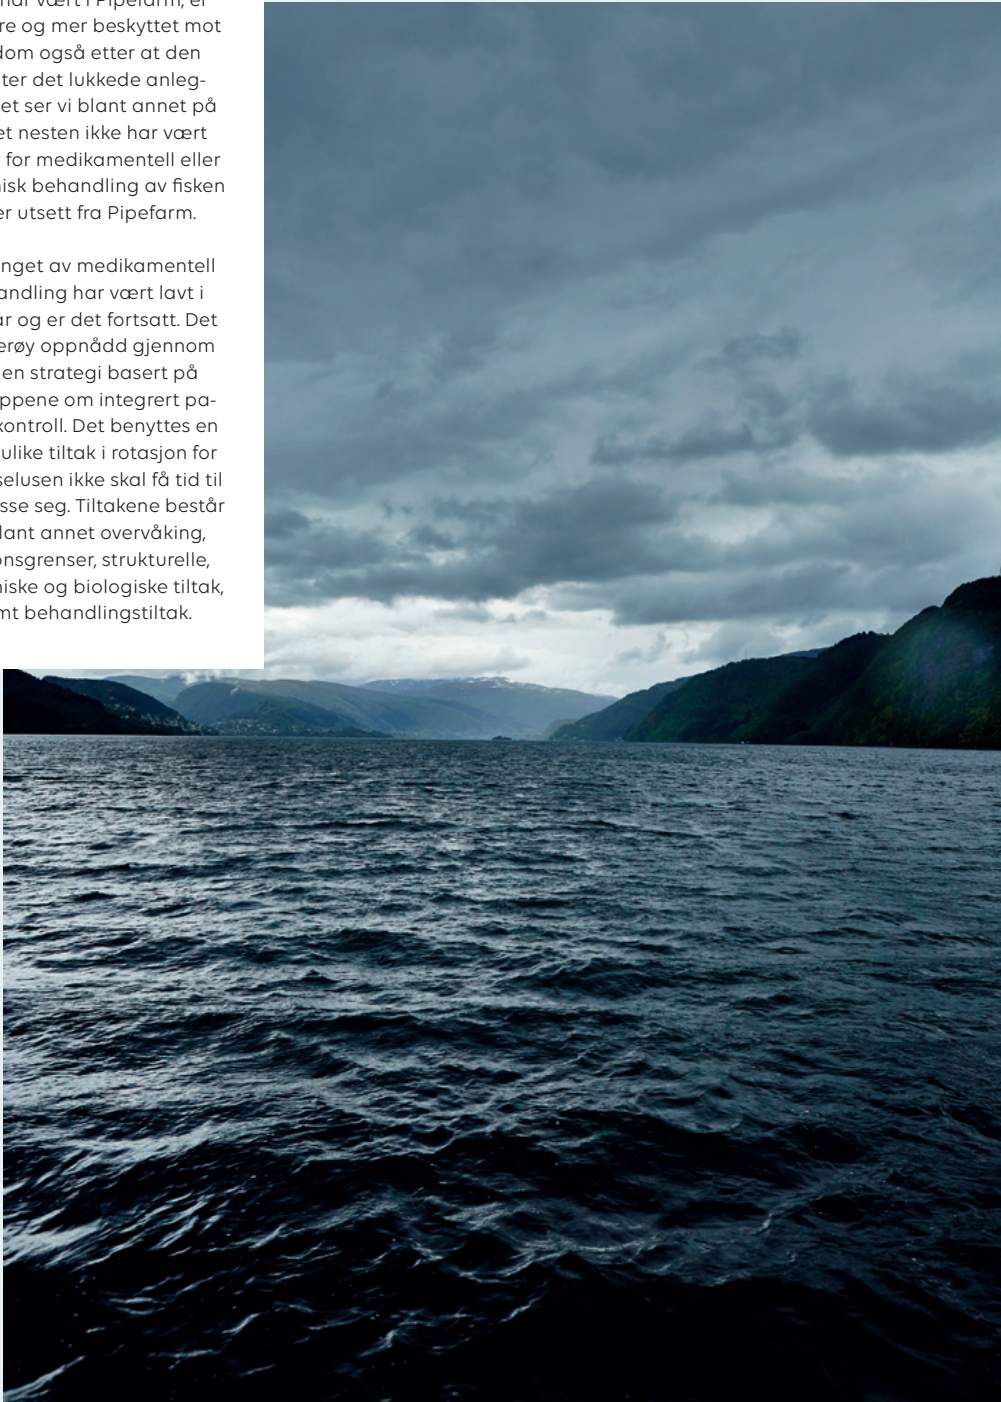 har vært i Pipefarm, er
re og mer beskyttet mot
dom også etter at den
ter det lukkede anleg-
et ser vi blant annet på
et nesten ikke har vært
for medikamentell eller
isk behandling av fisken
er utsett fra Pipefarm.
nget av medikamentell
andling har vært lavt i
år og er det fortsatt. Det
erøy oppnådd gjennom
en strategi basert på
ppene om integrert pa-
kontroll. Det benyttes en
ulike tiltak i rotasjon for
selusen ikke skal få tid til
sse seg. Tiltakene består
lant annet overvåking,
onsgrenser, strukturelle,
niske og biologiske tiltak,
mt behandlingstiltak.